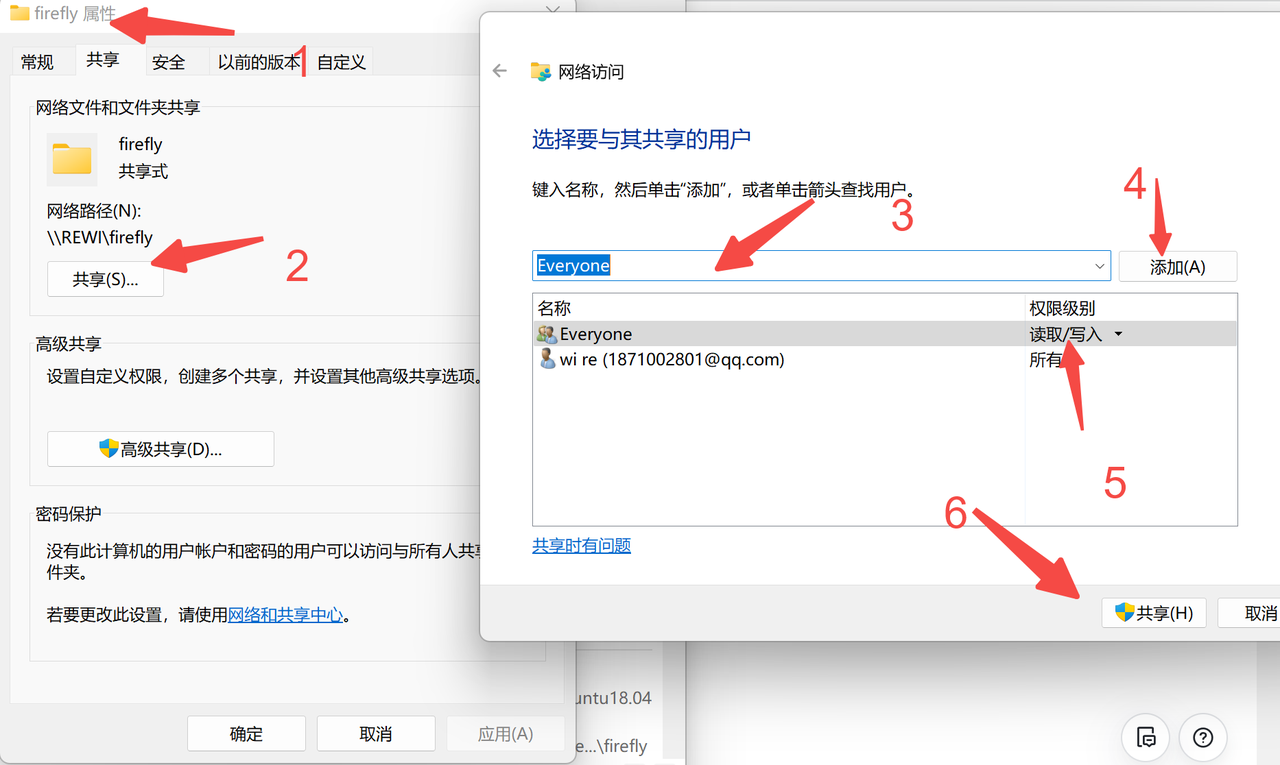 firefly 属性
常规
共享
安全
以前的版本
自定义
1
网络文件和文件夹共享
firefly
共享式
网络路径(N):
\\REWI\firefly
共享(S)...
2
高级共享
设置自定义权限，创建多个共享，并设置其他高级共享选项。
高级共享(D)...
密码保护
没有此计算机的用户帐户和密码的用户可以访问与所有人共享
件夹。
若要更改此设置，请使用网络和共享中心。
确定
取消
应用(A)
网络访问
选择要与其共享的用户
键入名称，然后单击“添加”，或者单击箭头查找用户。
3
4
Everyone
添加(A)
名称
权限级别
Everyone
读取/写入
wi re (1871002801@qq.com)
所有
5
6
共享时有问题
共享(H)
取消
untu18.04
e...\firefly